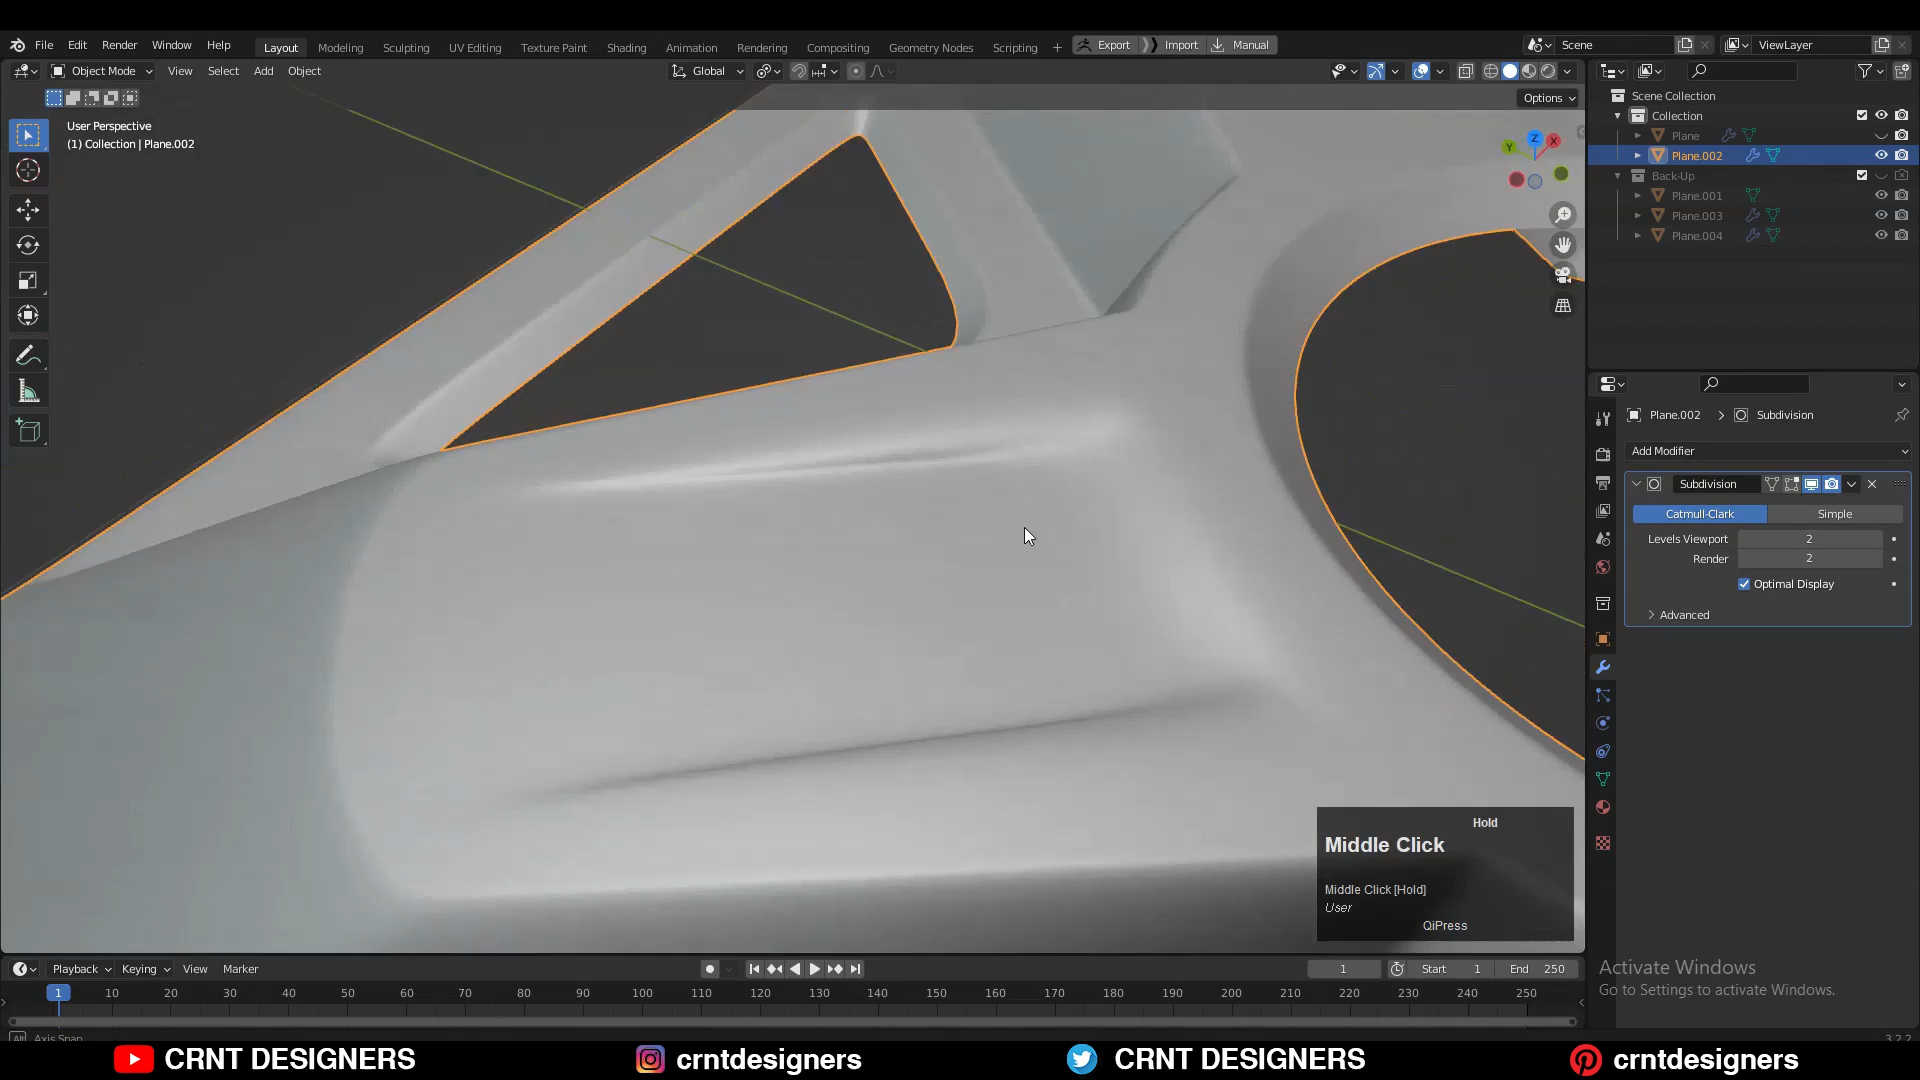 File Edit Render Window Help Layout Modeling Sculpting UV Editing Texture Paint Shading Animation Rendering Compositing Geometry Nodes Scripting + Export Import Manual Scene ViewLayer
Object Mode View Select Add Object Global
Options
User Perspective
(1) Collection | Plane.002
Z
X
Y
Scene Collection
Collection
Plane
Plane.002
Back-Up
Plane.001
Plane.003
Plane.004
Plane.002 > Subdivision
Add Modifier
Subdivision
Catmull-Clark Simple
Levels Viewport 2
Render 2
Optimal Display
Advanced
Hold
Middle Click
Middle Click [Hold]
User
QiPress
Activate Windows
Go to Settings to activate Windows.
Playback Keying View Marker 1 Start 1 End 250
1 10 20 30 40 50 60 70 80 90 100 110 120 130 140 150 160 170 180 190 200 210 220 230 240 250
Alt Axis Snap 3.2.2
CRNT DESIGNERS crntdesigners CRNT DESIGNERS crntdesigners